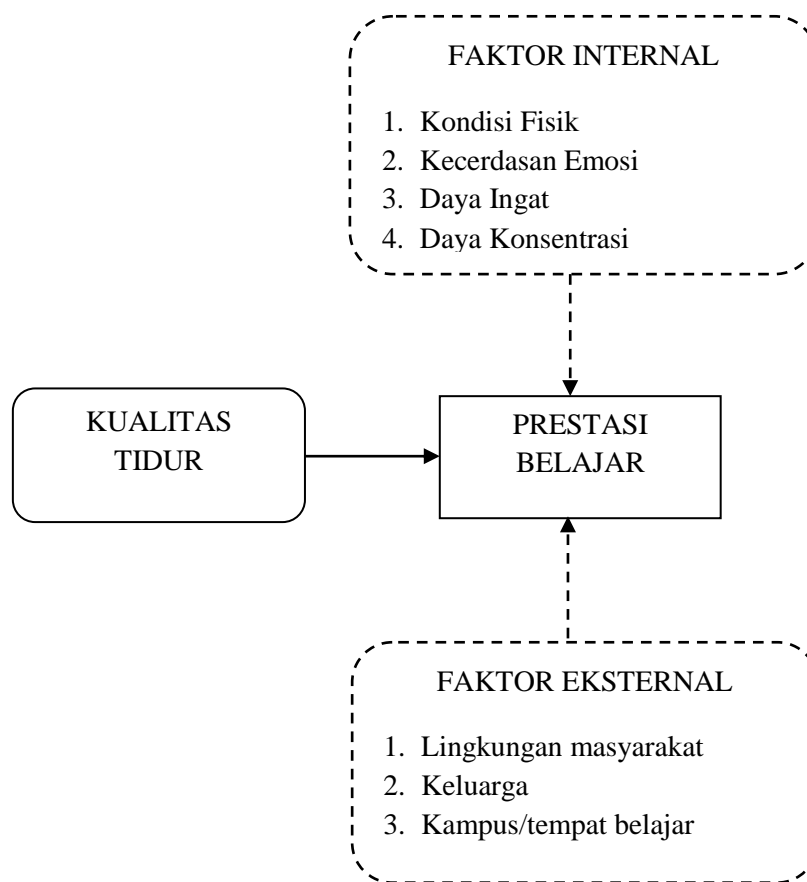 FAKTOR INTERNAL
1. Kondisi Fisik
2. Kecerdasan Emosi
3. Daya Ingat
4. Daya Konsentrasi
KUALITAS
TIDUR
PRESTASI
BELAJAR
FAKTOR EKSTERNAL
1. Lingkungan masyarakat
2. Keluarga
3. Kampus/tempat belajar